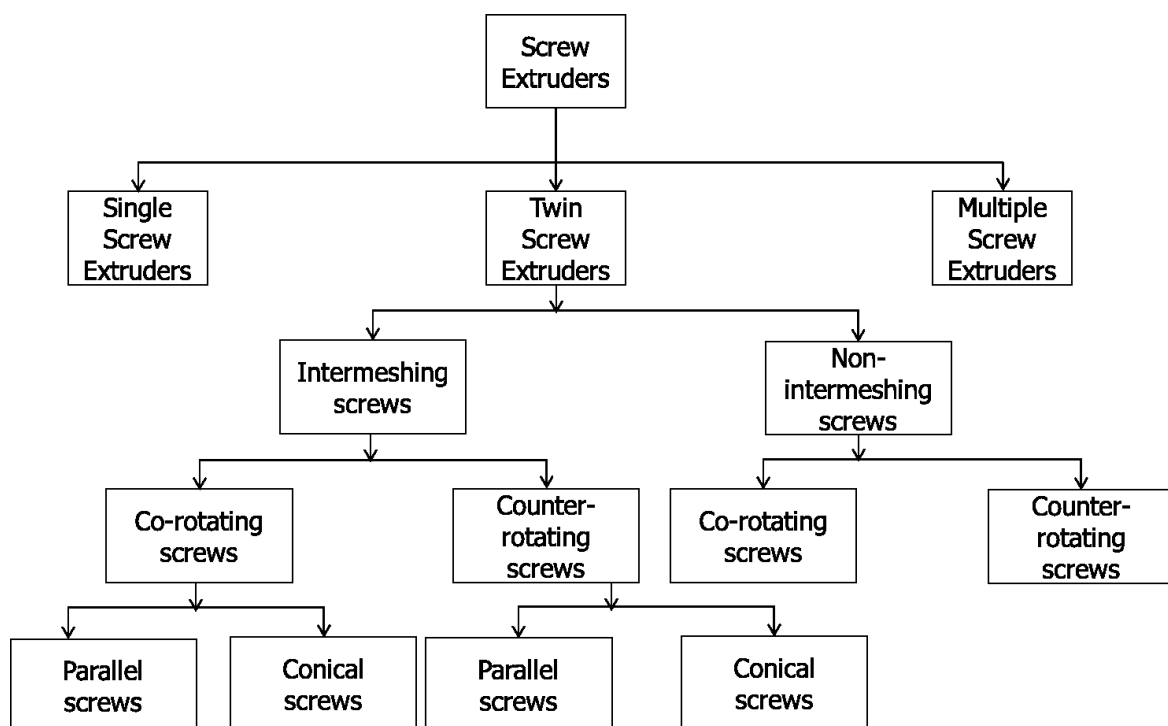 Screw
Extruders
Single
Screw
Extruders
Twin
Screw
Extruders
Multiple
Screw
Extruders
Intermeshing
screws
Non-
intermeshing
screws
Co-rotating
screws
Counter-
rotating
screws
Co-rotating
screws
Counter-
rotating
screws
Parallel
screws
Conical
screws
Parallel
screws
Conical
screws